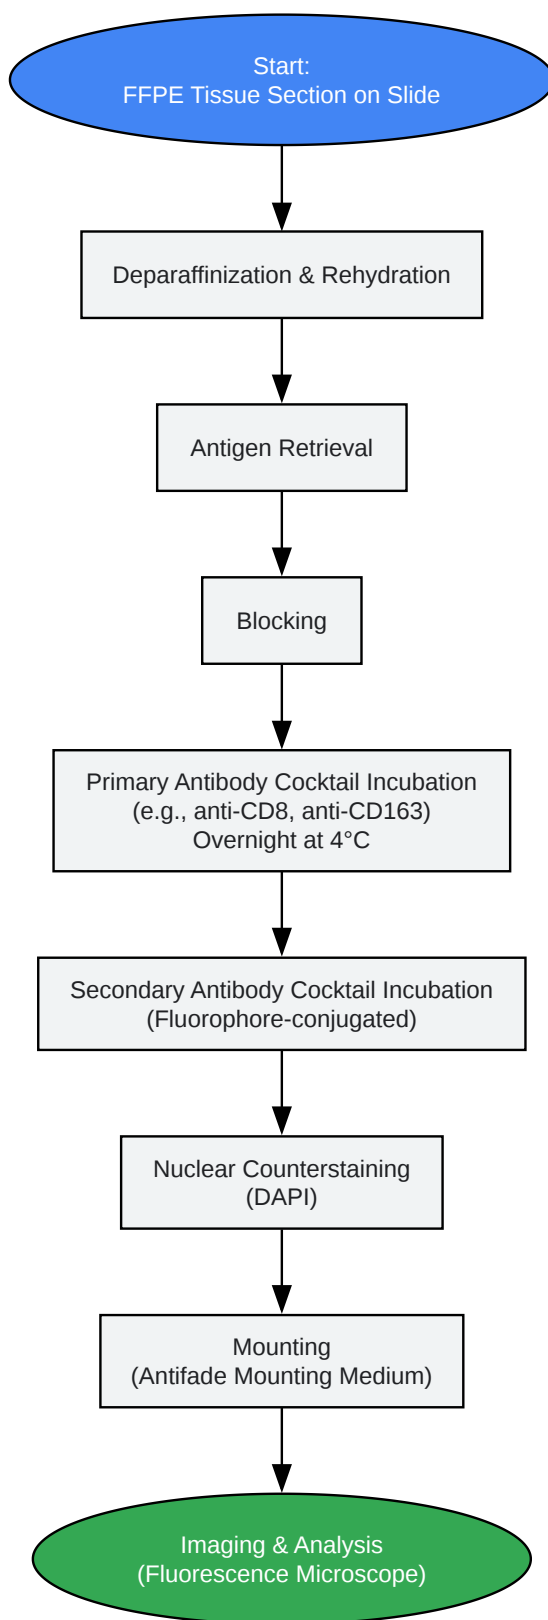 Start:
FFPE Tissue Section on Slide
Deparaffinization & Rehydration
Antigen Retrieval
Blocking
Primary Antibody Cocktail Incubation
(e.g., anti-CD8, anti-CD163)
Overnight at 4°C
Secondary Antibody Cocktail Incubation
(Fluorophore-conjugated)
Nuclear Counterstaining
(DAPI)
Mounting
(Antifade Mounting Medium)
Imaging & Analysis
(Fluorescence Microscope)